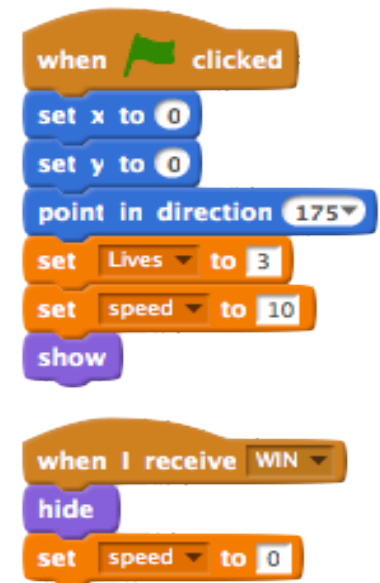 when clicked
set x to 0
set y to 0
point in direction 175
set Lives to 3
set speed to 10
show
when I receive WIN
hide
set speed to 0